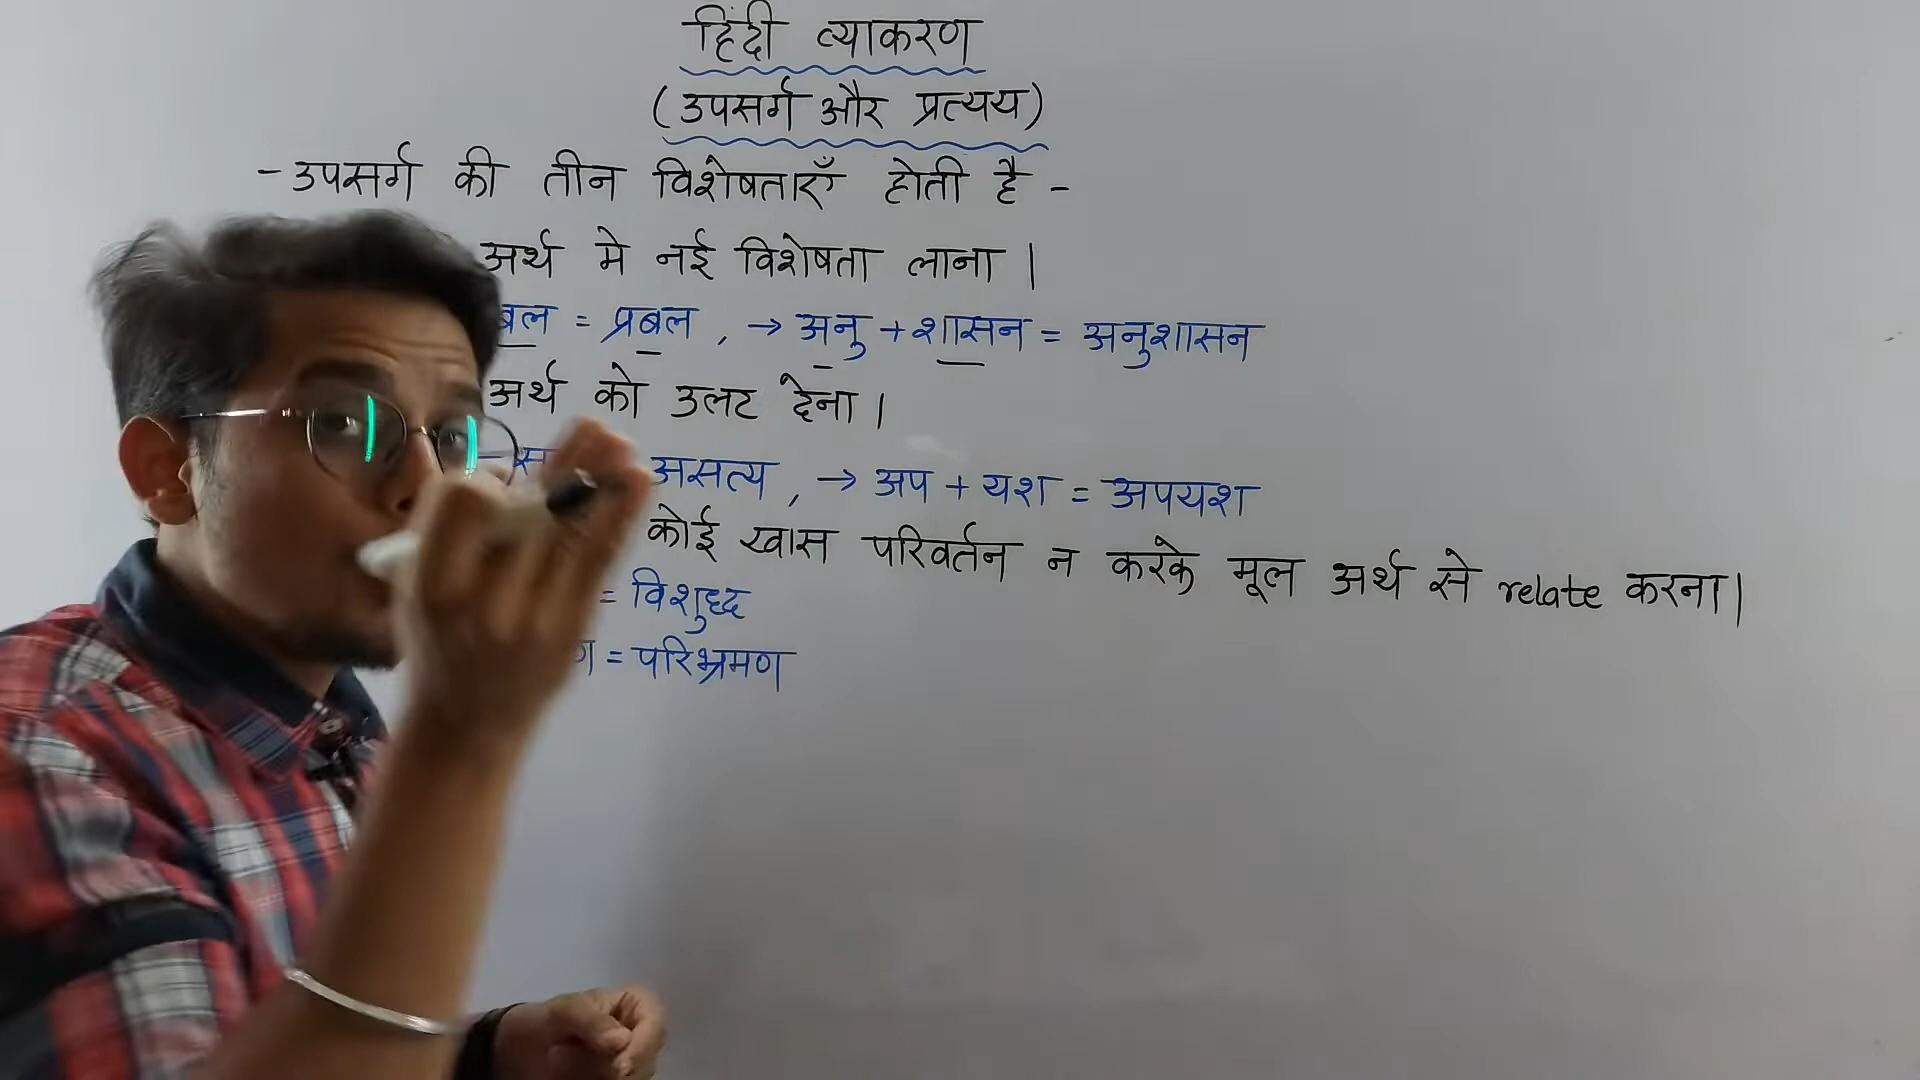 हिंदी व्याकरण
(उपसर्ग और प्रत्यय)
- उपसर्ग की तीन विशेषताएँ होती है -
अर्थ मे नई विशेषता लाना |
बल = प्रबल , → अनु + शासन = अनुशासन
अर्थ को उलट देना |
असत्य , → अप + यश = अपयश
कोई खास परिवर्तन न करके मूल अर्थ से relate करना |
= विशुद्ध
ण = परिभ्रमण